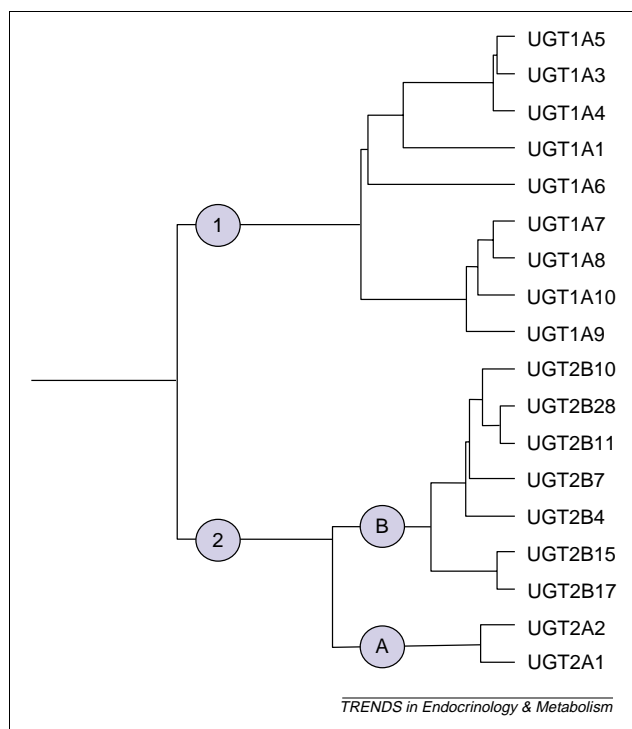 UGT1A5
UGT1A3
UGT1A4
UGT1A1
UGT1A6
1
UGT1A7
UGT1A8
UGT1A10
UGT1A9
UGT2B10
UGT2B28
UGT2B11
UGT2B7
UGT2B4
B
2
UGT2B15
UGT2B17
UGT2A2
A
UGT2A1
TRENDS in Endocrinology & Metabolism